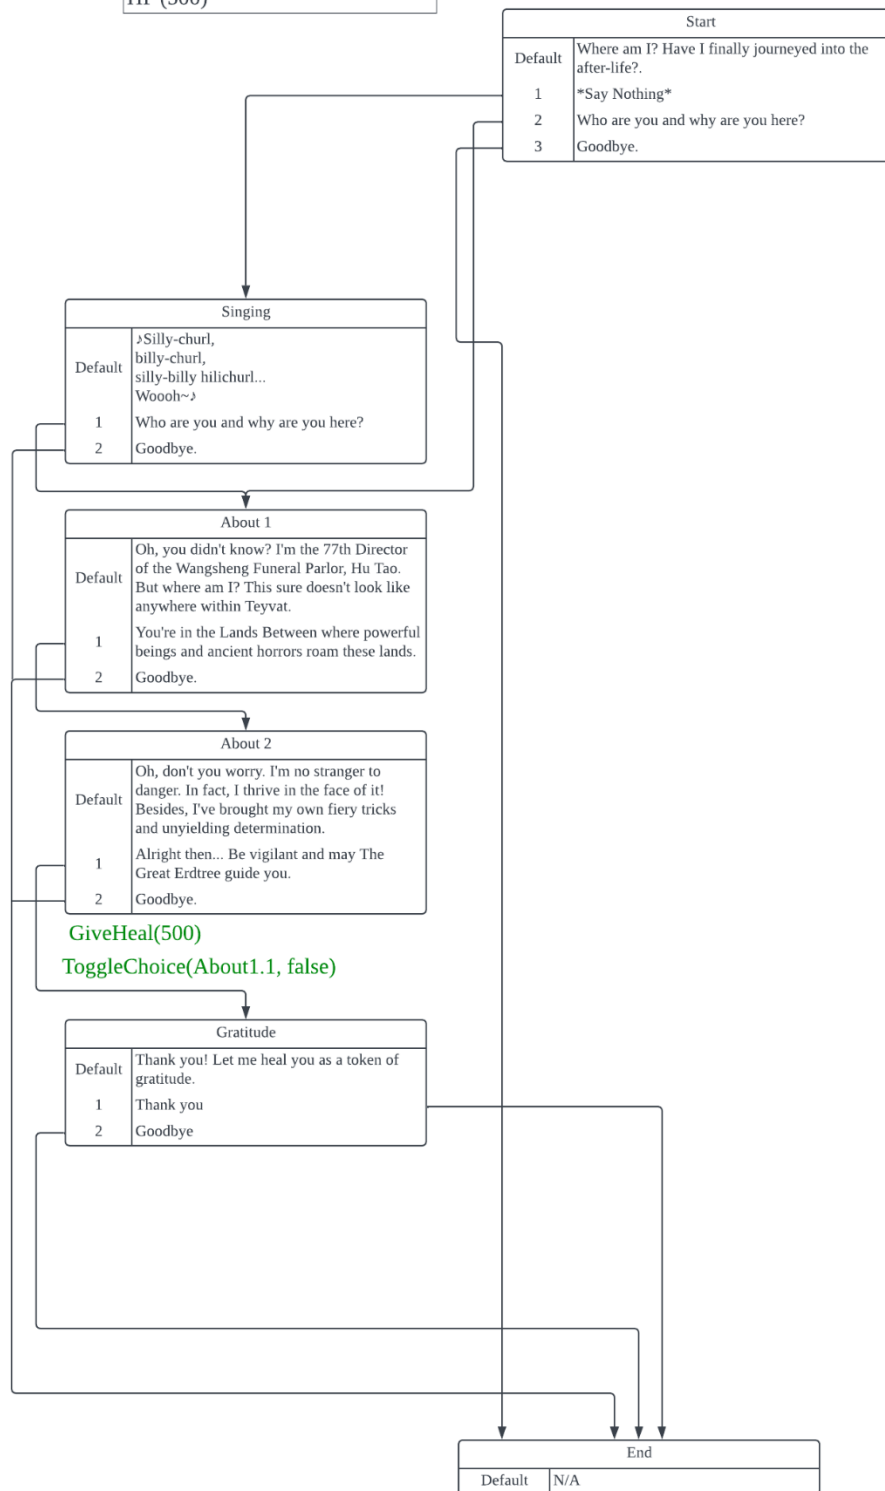 HP (500)
Start
Default
Where am I? Have I finally journeyed into the
after-life?.
1 *Say Nothing*
2 Who are you and why are you here?
3 Goodbye.
Singing
Default
♪Silly-churl,
billy-churl,
silly-billy hilichurl...
Woooh~♪
1 Who are you and why are you here?
2 Goodbye.
About 1
Default
Oh, you didn't know? I'm the 77th Director
of the Wangsheng Funeral Parlor, Hu Tao.
But where am I? This sure doesn't look like
anywhere within Teyvat.
1
You're in the Lands Between where powerful
beings and ancient horrors roam these lands.
2 Goodbye.
About 2
Default
Oh, don't you worry. I'm no stranger to
danger. In fact, I thrive in the face of it!
Besides, I've brought my own fiery tricks
and unyielding determination.
1
Alright then... Be vigilant and may The
Great Erdtree guide you.
2 Goodbye.
GiveHeal(500)
ToggleChoice(About1.1, false)
Gratitude
Default
Thank you! Let me heal you as a token of
gratitude.
1 Thank you
2 Goodbye
End
Default N/A